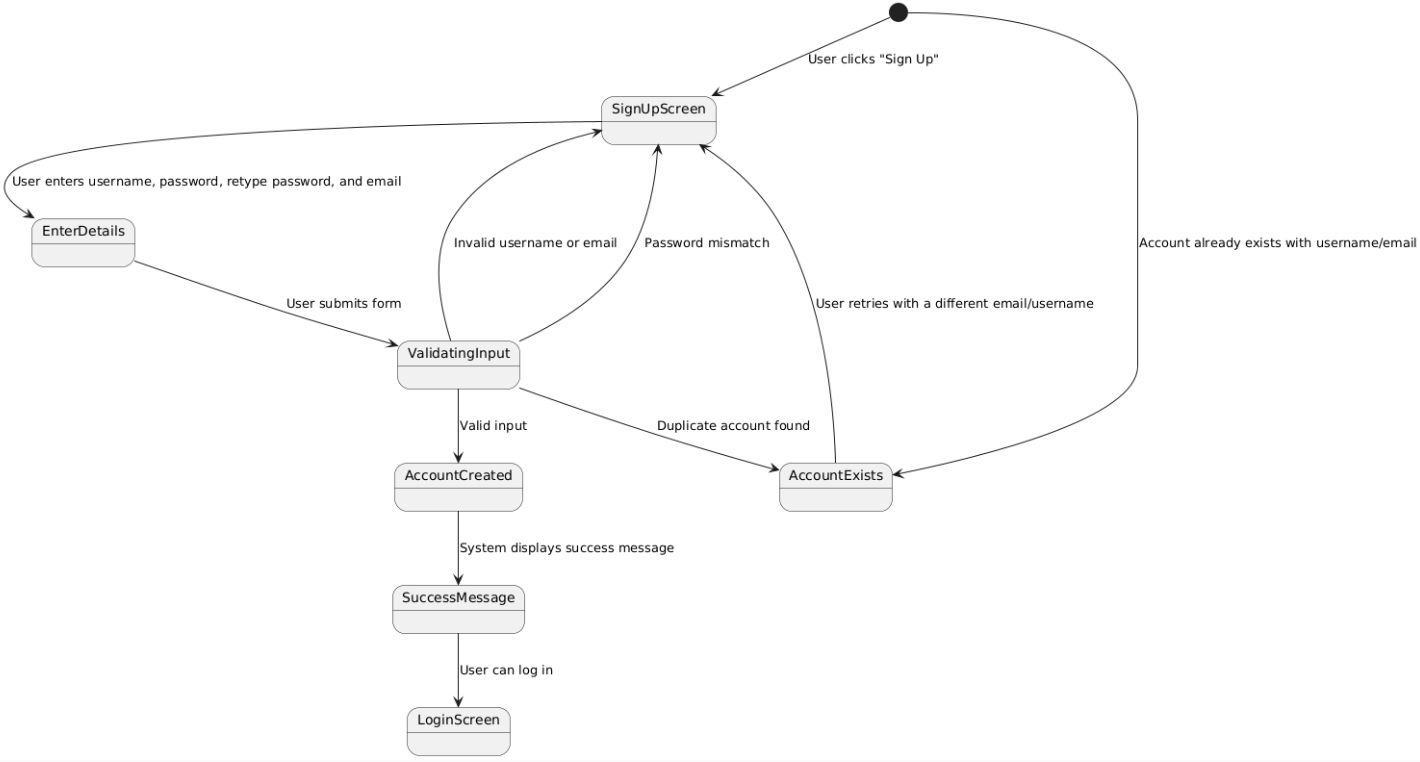 User clicks "Sign Up"
SignUpScreen
User enters username, password, retype password, and email
EnterDetails
Invalid username or email
Password mismatch
Account already exists with username/email
User submits form
User retries with a different email/username
ValidatingInput
Valid input
Duplicate account found
AccountCreated
AccountExists
System displays success message
SuccessMessage
User can log in
LoginScreen